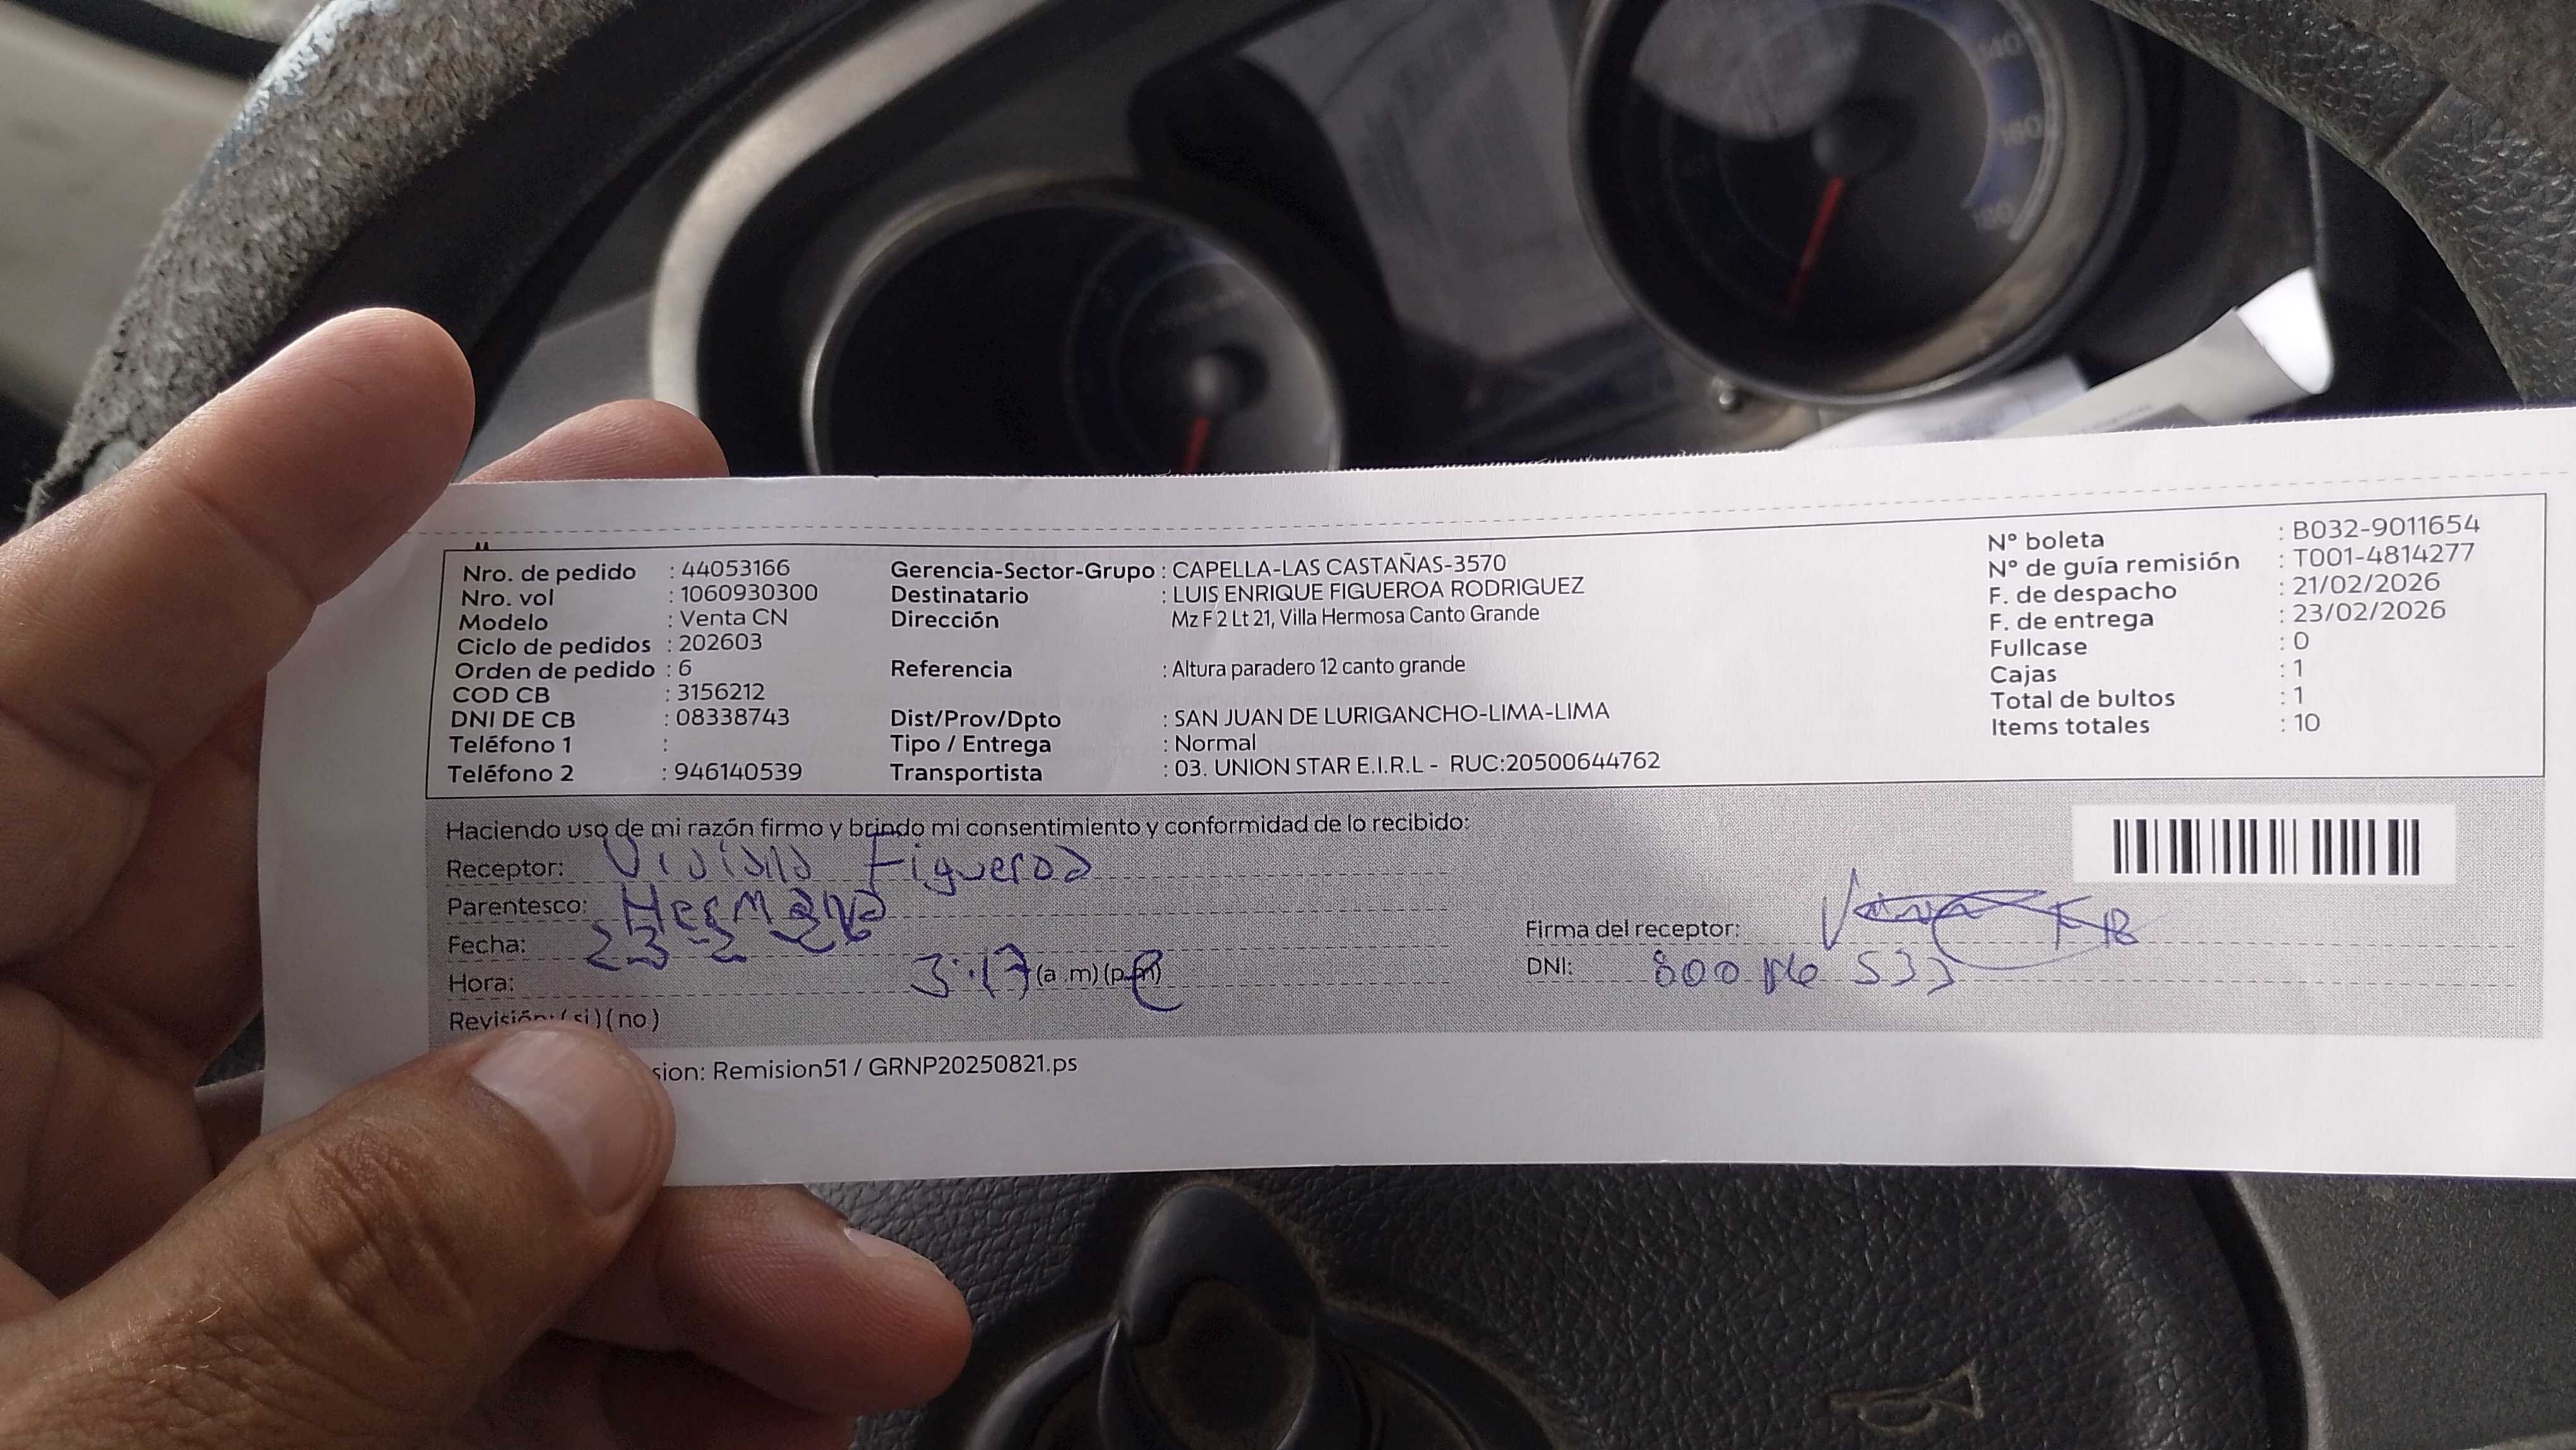 Nro. de pedido : 44053166
Nro. vol : 1060930300
Modelo : Venta CN
Ciclo de pedidos : 202603
Orden de pedido : 6
COD CB : 3156212
DNI DE CB : 08338743
Teléfono 1 :
Teléfono 2 : 946140539
Gerencia-Sector-Grupo : CAPELLA-LAS CASTAÑAS-3570
Destinatario : LUIS ENRIQUE FIGUEROA RODRIGUEZ
Dirección Mz F 2 Lt 21, Villa Hermosa Canto Grande
Referencia : Altura paradero 12 canto grande
Dist/Prov/Dpto : SAN JUAN DE LURIGANCHO-LIMA-LIMA
Tipo / Entrega : Normal
Transportista : 03. UNION STAR E.I.R.L - RUC:20500644762
N° boleta : B032-9011654
N° de guía remisión : T001-4814277
F. de despacho : 21/02/2026
F. de entrega : 23/02/2026
Fullcase : 0
Cajas : 1
Total de bultos : 1
Items totales : 10
Haciendo uso de mi razón firmo y brindo mi consentimiento y conformidad de lo recibido:
Receptor: Viviana Figueroa
Parentesco: Hermana
Fecha: 23-2-26
Hora: 3:17 (a.m)(p.m)
Revisión: (si)(no)
Firma del receptor:
DNI:
sion: Remision51 / GRNP20250821.ps
140
160
180